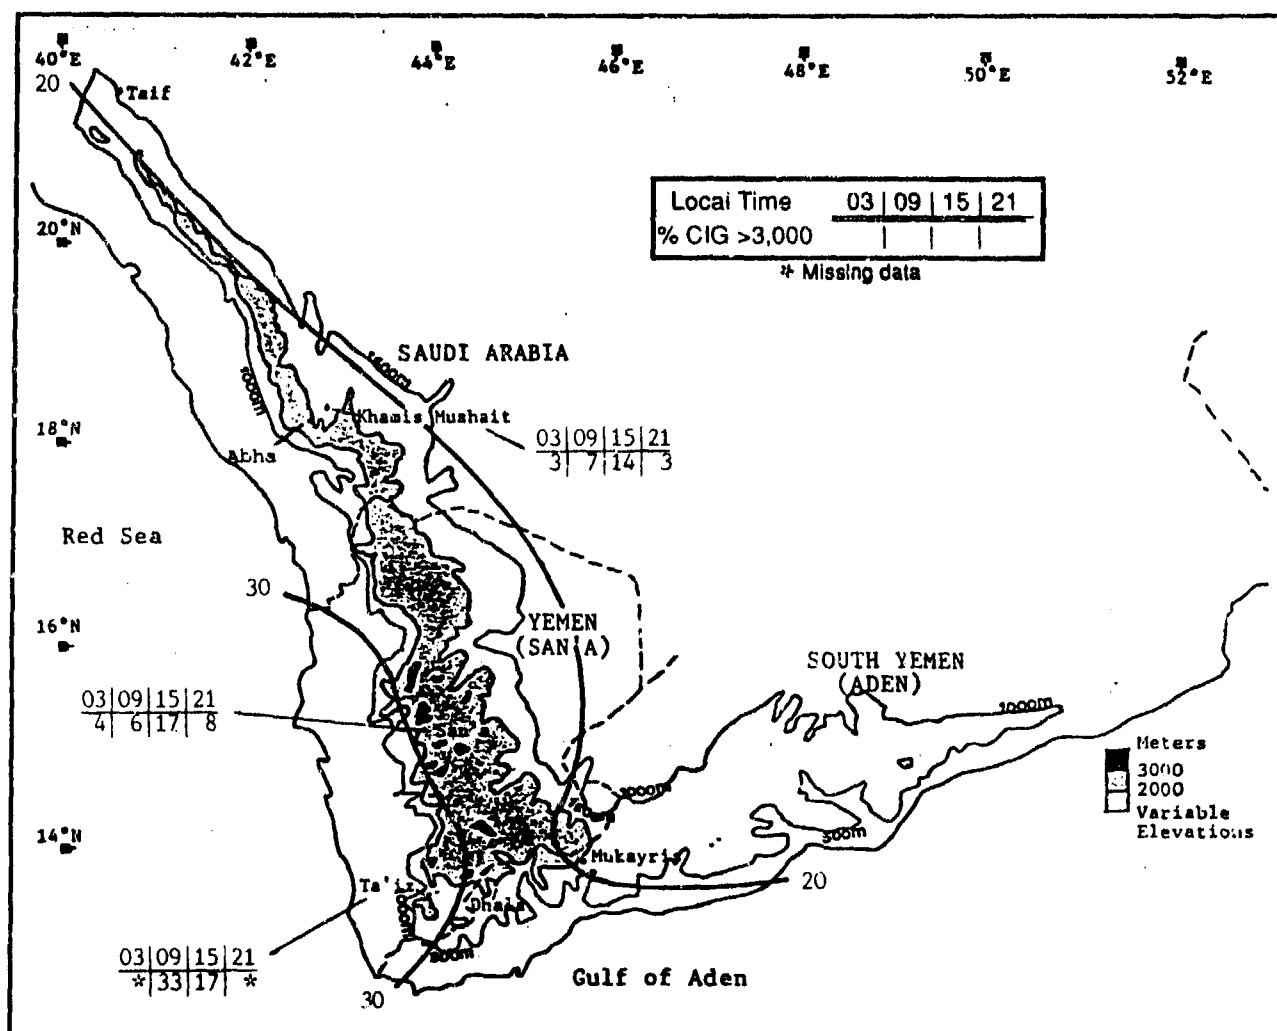 40°E 42°E 44°E 46°E 48°E 50°E 52°E
20
Taif
Local Time 03 | 09 | 15 | 21
% CIG >3,000
* Missing data
20°N
SAUDI ARABIA
1000m
Khamis Mushait
18°N
03|09|15|21
3| 7|14| 3
Abha
Red Sea
30
16°N
YEMEN
(SAN'A)
SOUTH YEMEN
(ADEN)
03|09|15|21
4| 6|17| 8
San'a
1000m
Meters
3000
2000
Variable
Elevations
1000m
14°N
300m
Mukayris
20
Ta'iz
Dhala
1000m
300m
03|09|15|21
*|33|17| *
Gulf of Aden
30